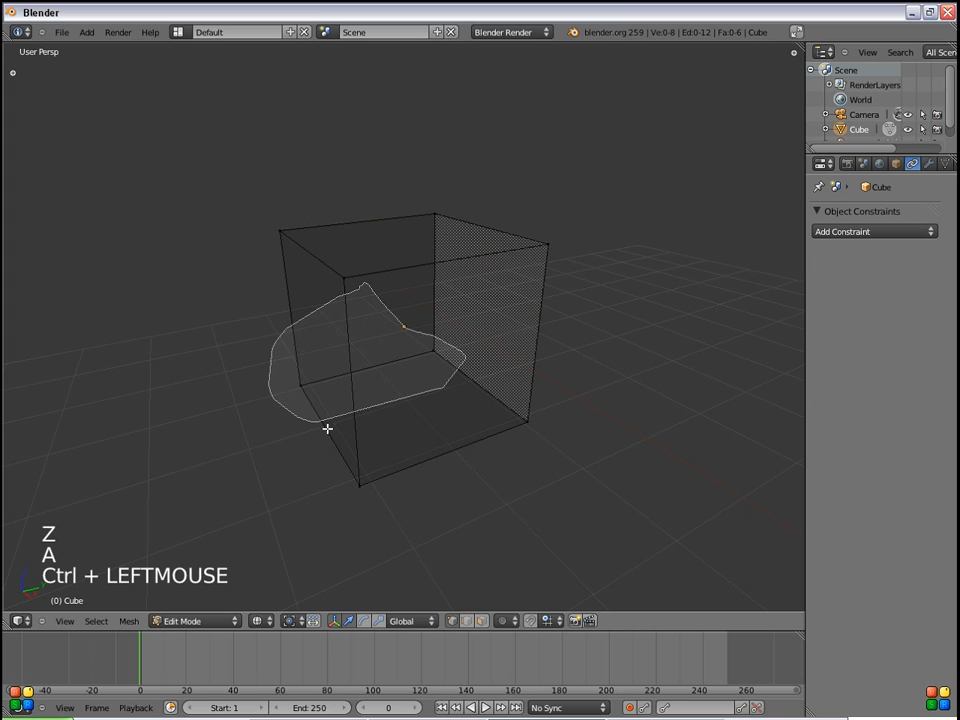 Blender
File Add Render Help Default Scene Blender Render blender.org 259 | Ve:0-8 | Ed:0-12 | Fa:0-6 | Cube
User Persp
View Search All Scen
Scene
RenderLayers
World
Camera
Cube
Cube
Object Constraints
Add Constraint
Z
A
Ctrl + LEFTMOUSE
(0) Cube
View Select Mesh Edit Mode Global
-40 -20 0 20 40 60 80 100 120 140 160 180 200 220 240 260
View Frame Playback Start: 1 End: 250 0 No Sync